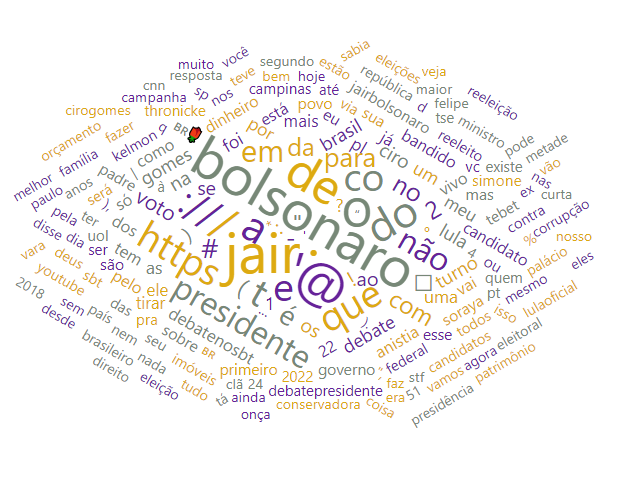 muito
você
sabia
segundo
estão
eleições
veja
cnn
resposta
teve
bem
hoje
república
maior
reeleição
campanha
sp
nos
campinas
até
jairbolsonaro
d
felipe
cirogomes
thronicke
dinheiro
está
povo
via
sua
tse
ministro
orçamento
fazer
BR
por
mais
eu
brasil
já
bandido
reeleito
pode
família
kelmon
9
|
como
foi
em
da
para
pl
ciro
um
vc
existe
metade
melhor
padre
gomes
na
se
de
co
no
2
vivo
simone
vão
paulo
anos
será
só
à
voto
bolsonaro
o
do
meu
mas
ex
nas
curta
pela
ter
dos
://
/
a
"
?
“
não
lula
4
tebet
contra
%
corrupção
disse
dia
uol
tem
)
https
#
jair
-
,
:
□
º
turno
candidato
nosso
vara
deus
ser
as
(
t
e
@
que
.
ao
com
uma
vai
ou
quem
palácio
eles
youtube
sbt
são
pelo
ele
presidente
é
os
...
1
mesmo
2018
sem
das
tirar
debatenosbt
22
debate
anistia
esse
soraya
pt
isso
lulaoficial
desde
país
nem
pra
sobre
BR
todos
candidatos
agora
eleitoral
brasileiro
seu
imóveis
primeiro
2022
governo
federal
vamos
patrimônio
direito
nada
tudo
clã
24
debatepresidente
faz
stf
51
presidência
eleição
tá
ainda
conservadora
coisa
era
onça